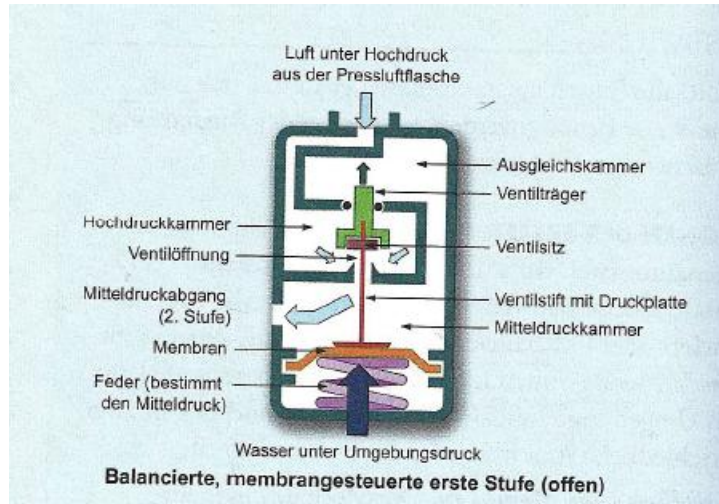 Luft unter Hochdruck
aus der Pressluftflasche
Ausgleichskammer
Ventilträger
Hochdruckkammer
Ventilöffnung
Ventilsitz
Mitteldruckabgang
(2. Stufe)
Ventilstift mit Druckplatte
Mitteldruckkammer
Membran
Feder (bestimmt
den Mitteldruck)
Wasser unter Umgebungsdruck
Balancierte, membrangesteuerte erste Stufe (offen)